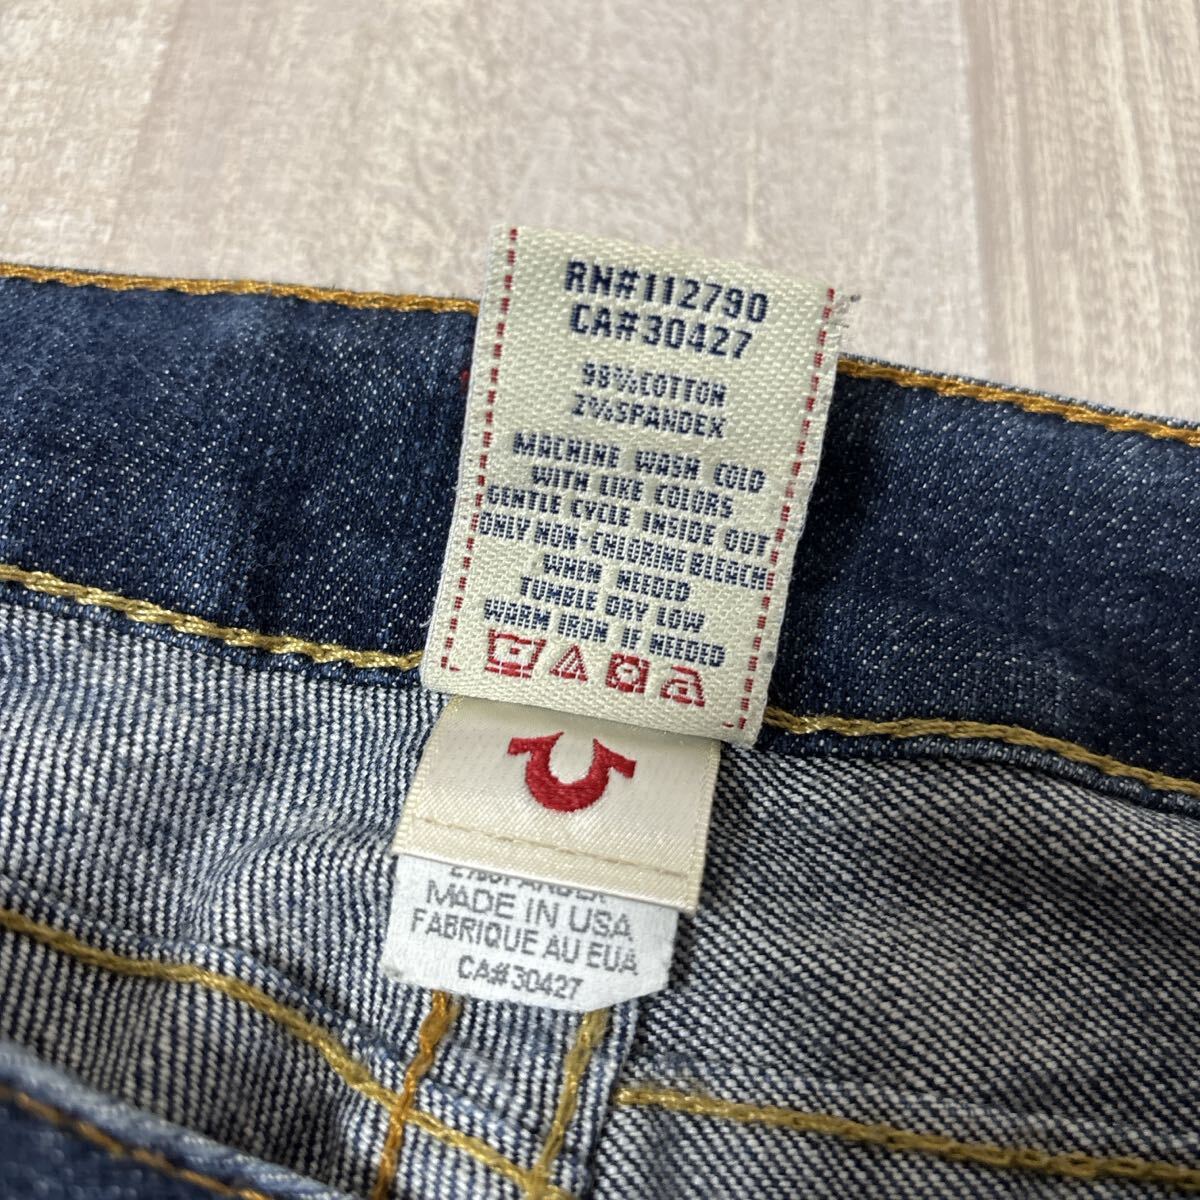 RN#112790
CA#30427
98%COTTON
2%SPANDEX
MACHINE WASH COLD
WITH LIKE COLORS
GENTLE CYCLE INSIDE OUT
ONLY NON-CHLORINE BLEACH
WHEN NEEDED
TUMBLE DRY LOW
WARM IRON IF NEEDED
2%SPANDEX
MADE IN USA
FABRIQUE AU EUA
CA#30427